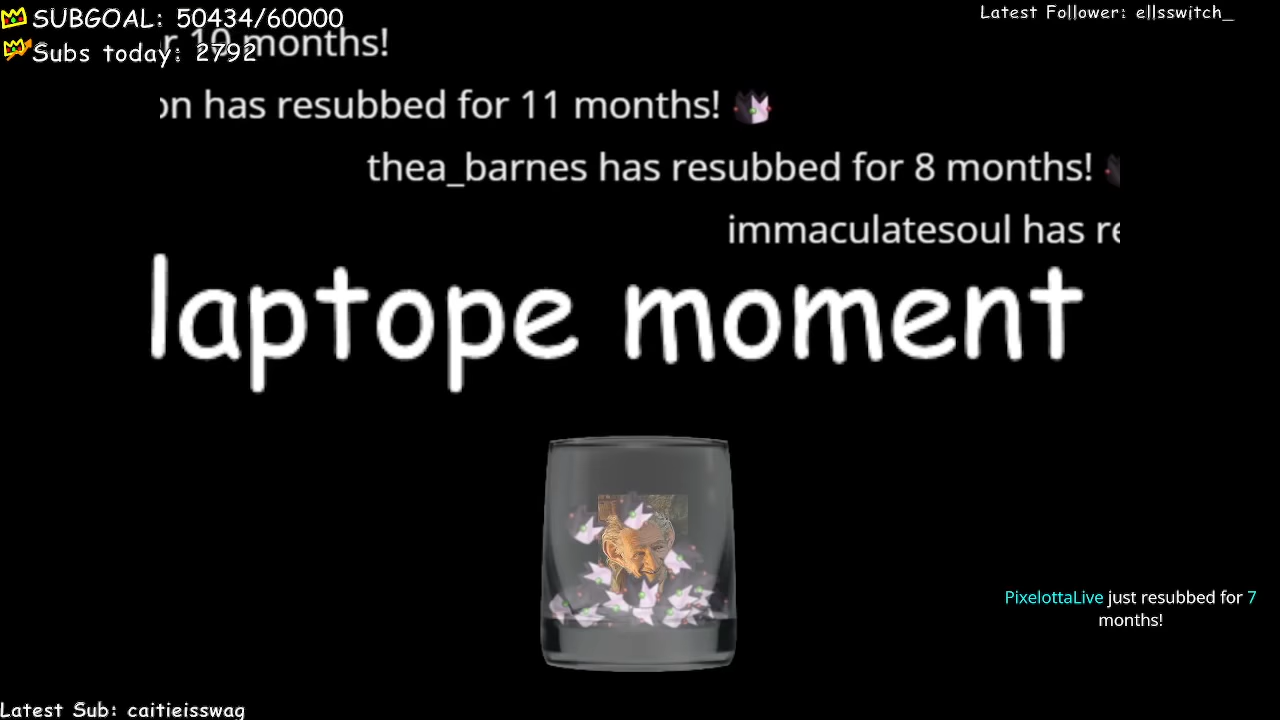 SUBGOAL: 50434/60000
Latest Follower: ellsswitch_
r 10 months!
Subs today: 2792
on has resubbed for 11 months!
thea_barnes has resubbed for 8 months!
immaculatesoul has re
laptope moment
PixelottaLive just resubbed for 7
months!
Latest Sub: caitieisswag